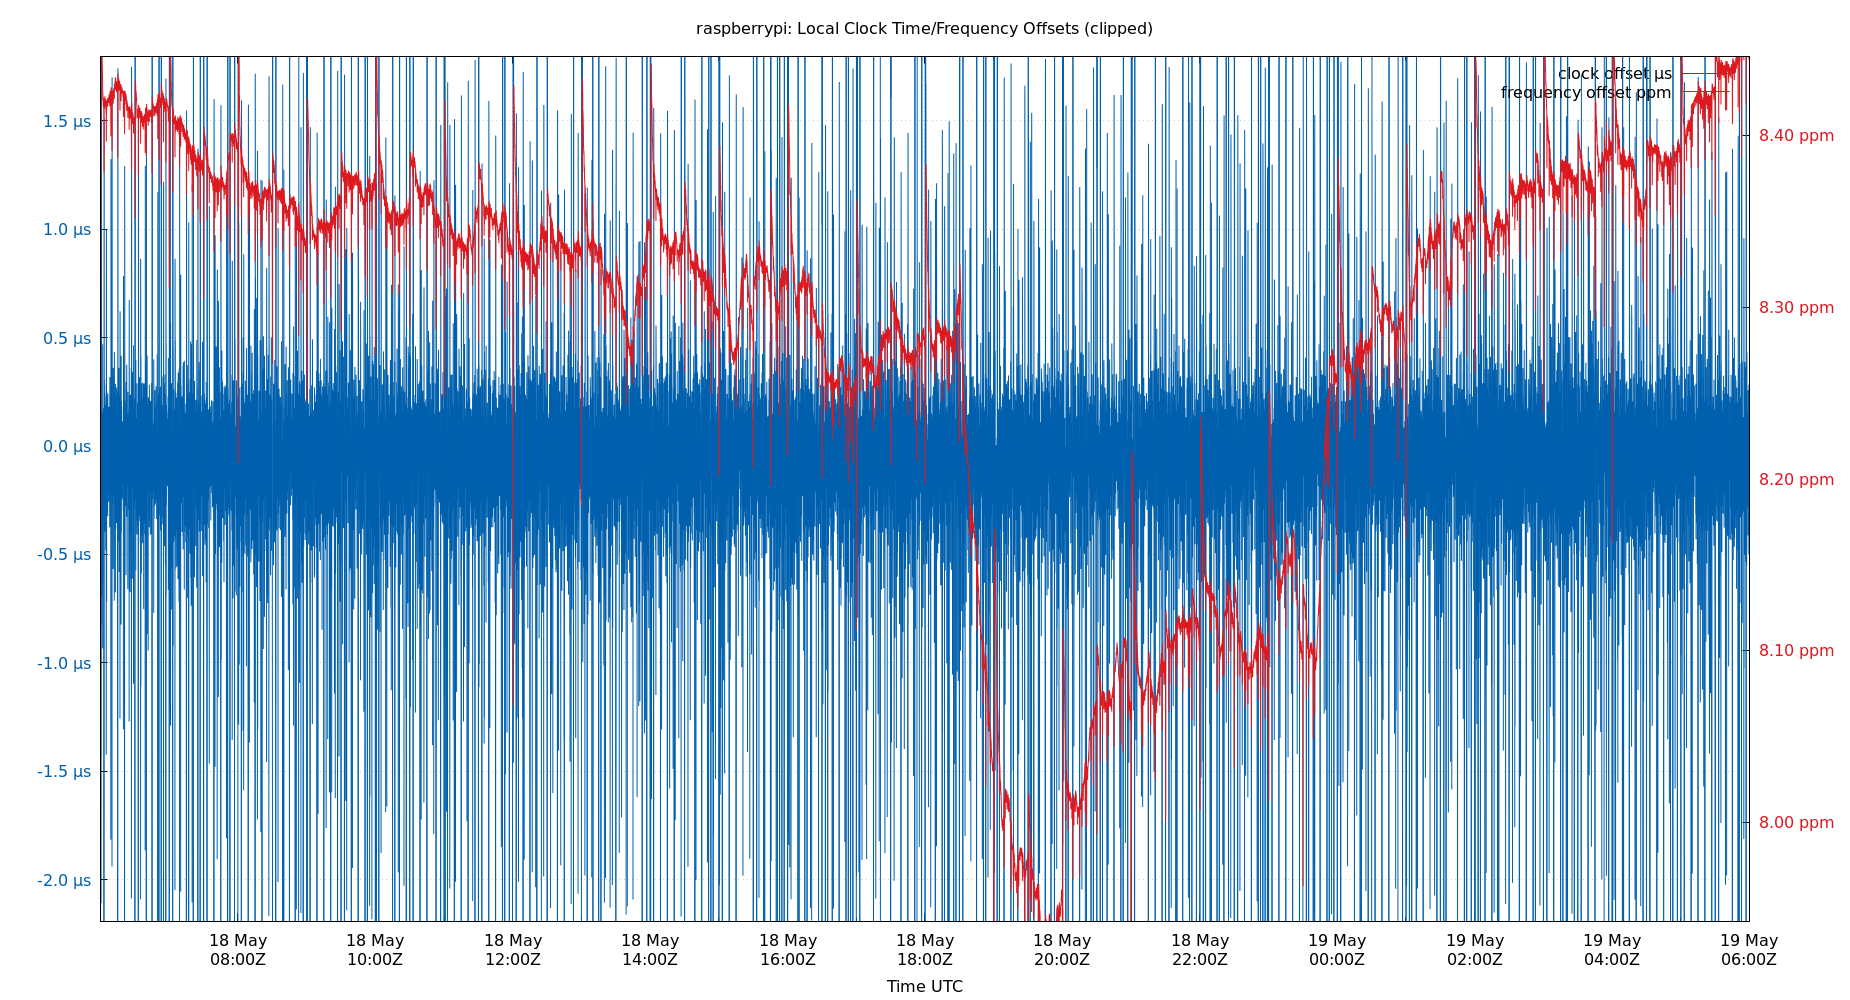 raspberrypi: Local Clock Time/Frequency Offsets (clipped)
clock offset µs
frequency offset ppm
1.5 µs
1.0 µs
0.5 µs
0.0 µs
-0.5 µs
-1.0 µs
-1.5 µs
-2.0 µs
8.40 ppm
8.30 ppm
8.20 ppm
8.10 ppm
8.00 ppm
18 May 18 May 18 May 18 May 18 May 18 May 18 May 18 May 19 May 19 May 19 May 19 May
08:00Z 10:00Z 12:00Z 14:00Z 16:00Z 18:00Z 20:00Z 22:00Z 00:00Z 02:00Z 04:00Z 06:00Z
Time UTC